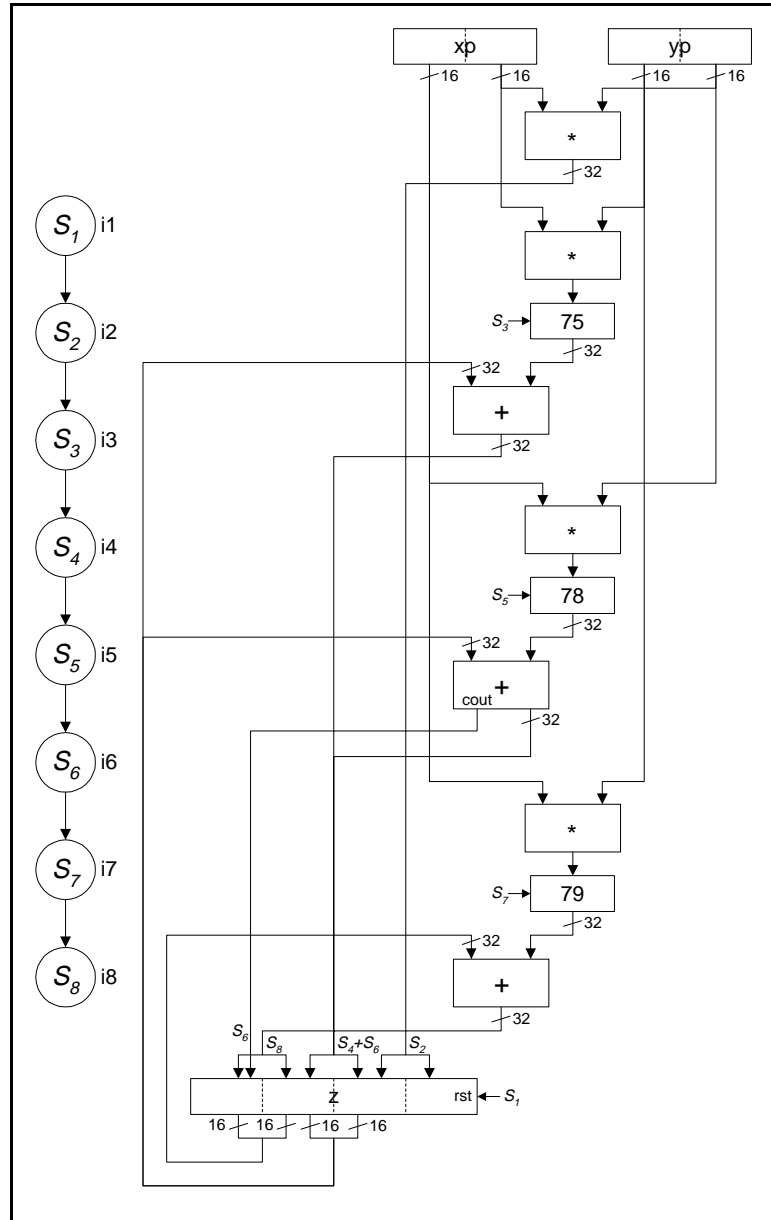 xp yp
16 16 16 16
*
32
S1 i1
*
S2 i2
S3 75
32
32
+
S3 i3
32
*
S4 i4
S5 78
32
32
S5 i5
+
cout
32
S6 i6
*
S7 i7
S7 79
32
32
S8 i8
+
32
S6 S8 S4+S6 S2
z rst S1
16 16 16 16